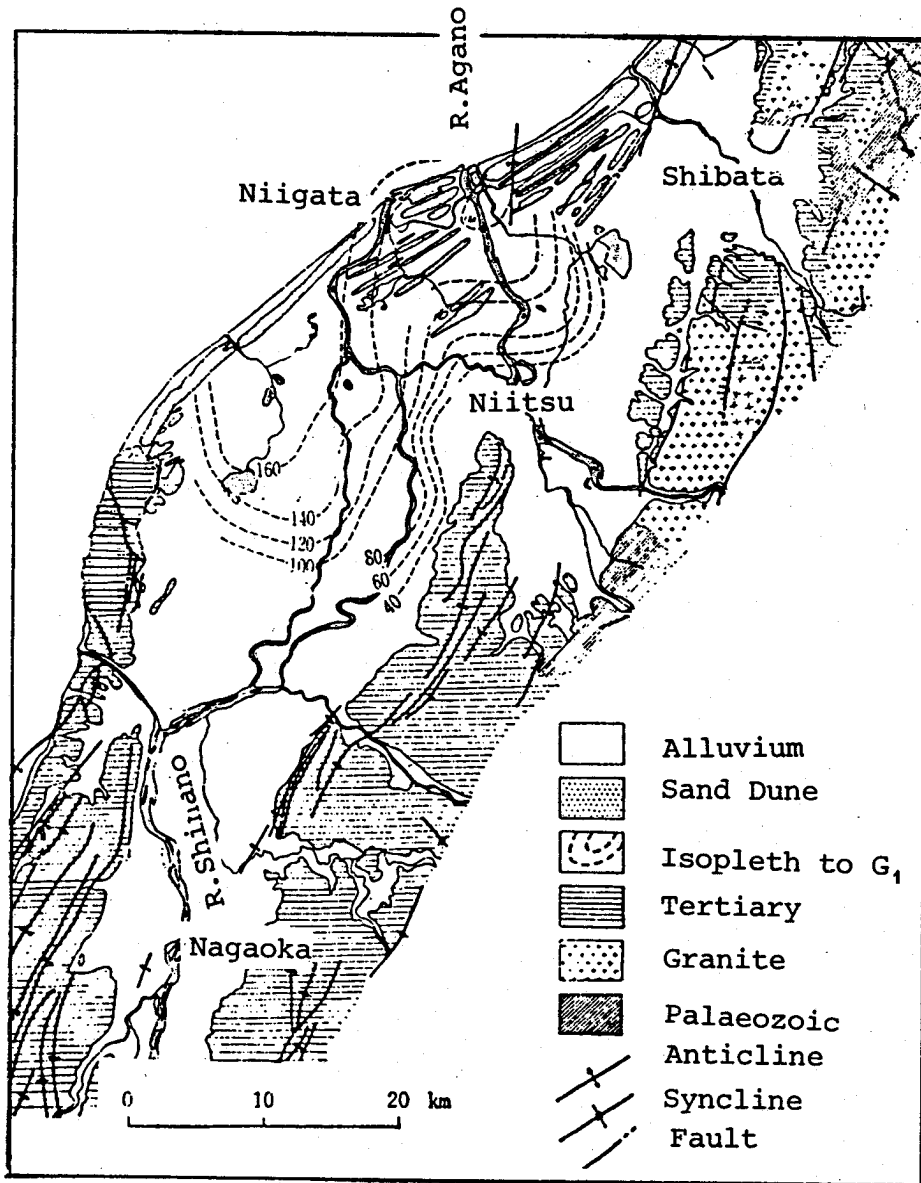 R. Agano
Niigata
Shibata
Niitsu
160
140
120
100
80
60
40
R. Shinano
Nagaoka
Alluvium
Sand Dune
Isopleth to G₁
Tertiary
Granite
Palaeozoic
Anticline
Syncline
Fault
0 10 20 km